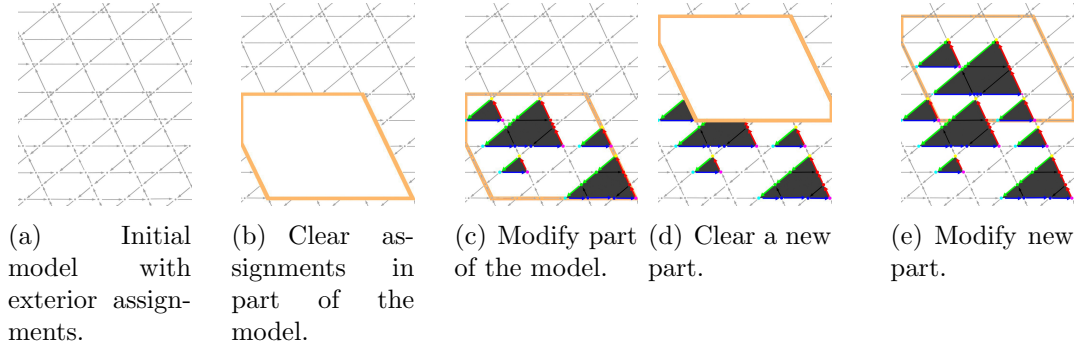 (a) Initial
model with
exterior assign-
ments.
(b) Clear as-
signments in
part of the
model.
(c) Modify part
of the model.
(d) Clear a new
part.
(e) Modify new
part.